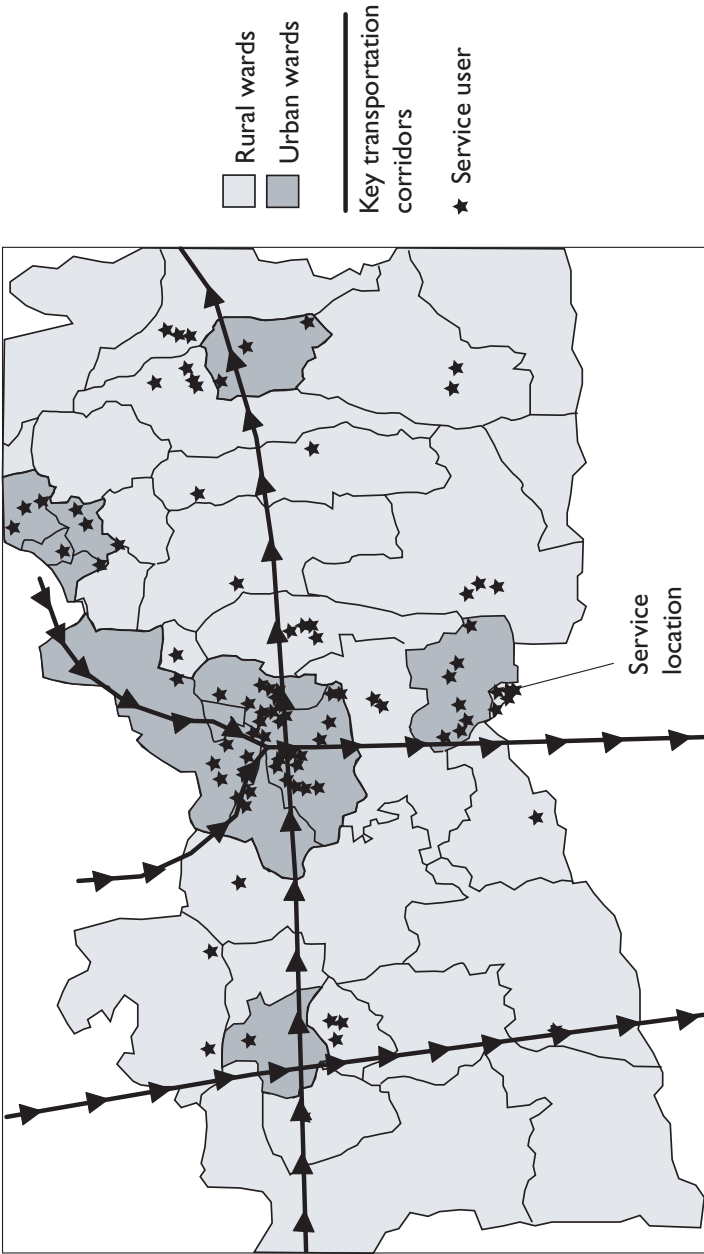 Rural wards
Urban wards
Key transportation
corridors
Service user
Service
location